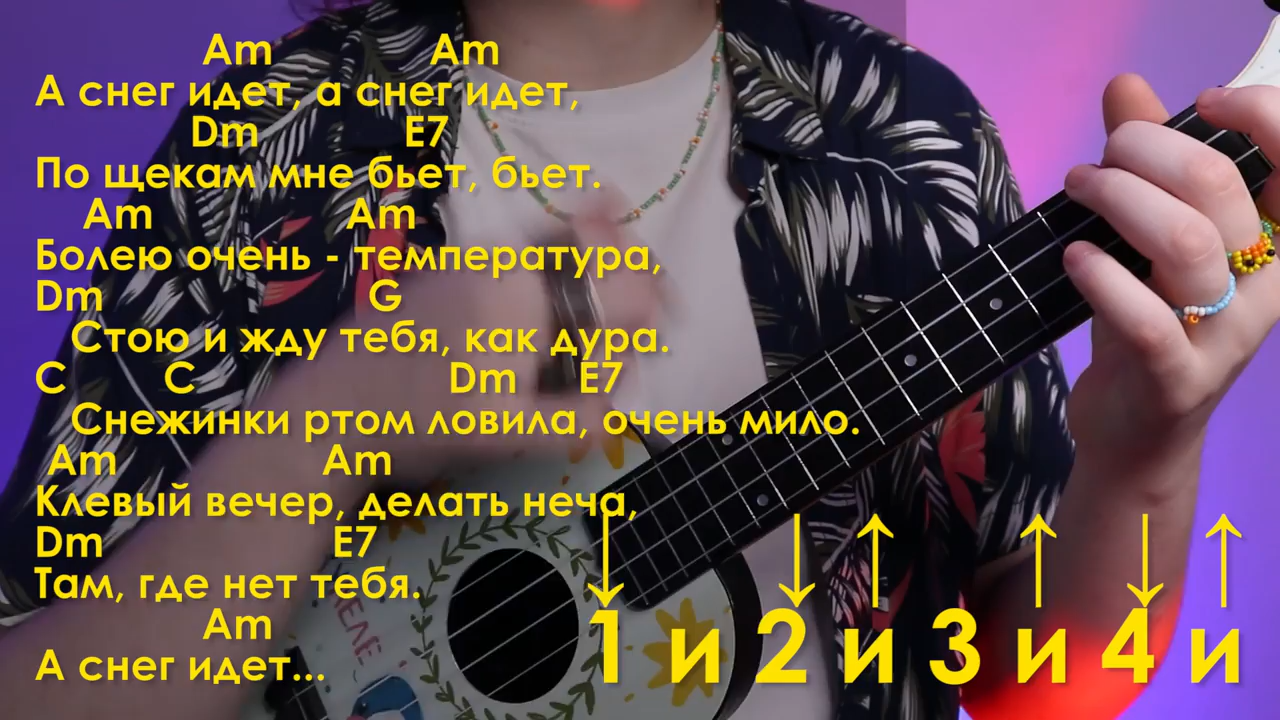 Am Am
А снег идет, а снег идет,
Dm E7
По щекам мне бьет, бьет.
Am Am
Болею очень - температура,
Dm G
Стою и жду тебя, как дура.
C C Dm E7
Снежинки ртом ловила, очень мило.
Am Am
Клевый вечер, делать неча,
Dm E7
Там, где нет тебя.
Am
А снег идет...
↓ ↓ ↑ ↑ ↓ ↑
1 и 2 и 3 и 4 и